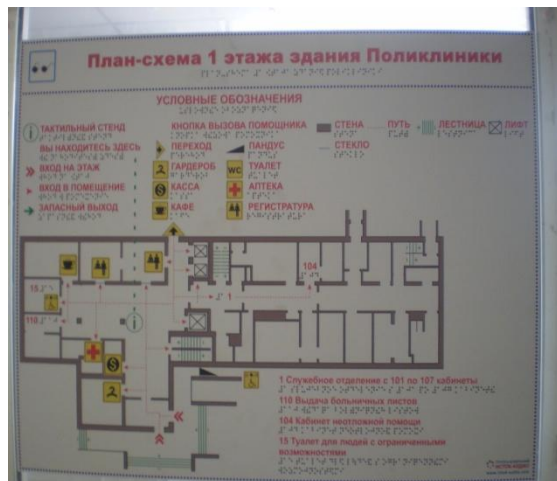 План-схема 1 этажа здания Поликлиники
УСЛОВНЫЕ ОБОЗНАЧЕНИЯ
ТАКТИЛЬНЫЙ СТЕНД
ВЫ НАХОДИТЕСЬ ЗДЕСЬ
ВХОД НА ЭТАЖ
ВХОД В ПОМЕЩЕНИЕ
ЗАПАСНЫЙ ВЫХОД
КНОПКА ВЫЗОВА ПОМОЩНИКА
ПЕРЕХОД
ПАНДУС
ГАРДЕРОБ
WC ТУАЛЕТ
КАССА
АПТЕКА
КАФЕ
РЕГИСТРАТУРА
СТЕНА
ПУТЬ
ЛЕСТНИЦА
ЛИФТ
СТЕКЛО
104
15
1
110
1 Служебное отделение с 101 по 107 кабинеты
110 Выдача больничных листов
104 Кабинет неотложной помощи
15 Туалет для людей с ограниченными
возможностями